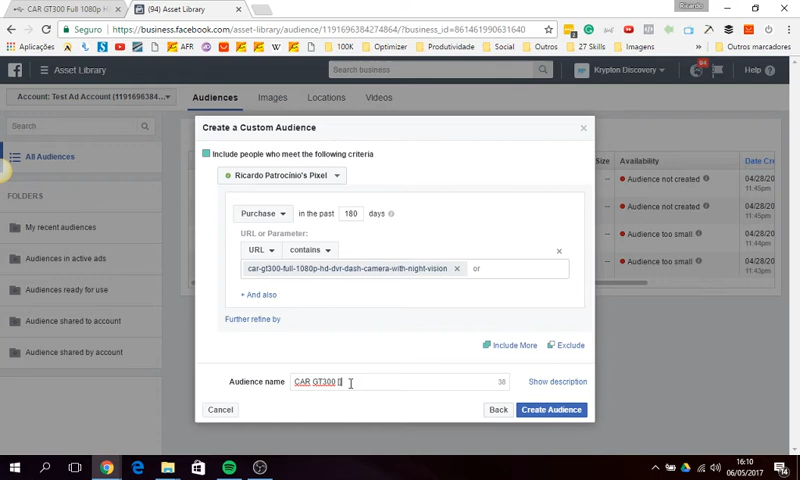 CAR GT300 Full 1080p H
(94) Asset Library
Ricardo
Seguro
https://business.facebook.com/asset-library/audience/1191696384274864/?business_id=861461990631640
Aplicações
AFR
3C
100K
Optimizer
Produtividade
Social
27 Skills
Imagens
Outros marcadores
Asset Library
Search business
Krypton Discovery
94
Help
Account: Test Ad Account (1191696384...
Audiences
Images
Locations
Videos
Search...
All Audiences
FOLDERS
My recent audiences
Audiences in active ads
Audiences ready for use
Audience shared to account
Audience shared by account
Create a Custom Audience
Include people who meet the following criteria
Ricardo Patrocínio's Pixel
Purchase in the past 180 days
URL or Parameter:
URL contains
car-gt300-full-1080p-hd-dvr-dash-camera-with-night-vision or
+ And also
Further refine by
Include More Exclude
Audience name CAR GT300 [] 38 Show description
Cancel Back Create Audience
Size Availability Date Cre
-- Audience not created 04/28/20
11:45pm
-- Audience not created 04/28/20
11:45pm
-- Audience too small 04/28/20
11:44pm
-- Audience too small 04/28/20
11:43pm
16:10
06/05/2017